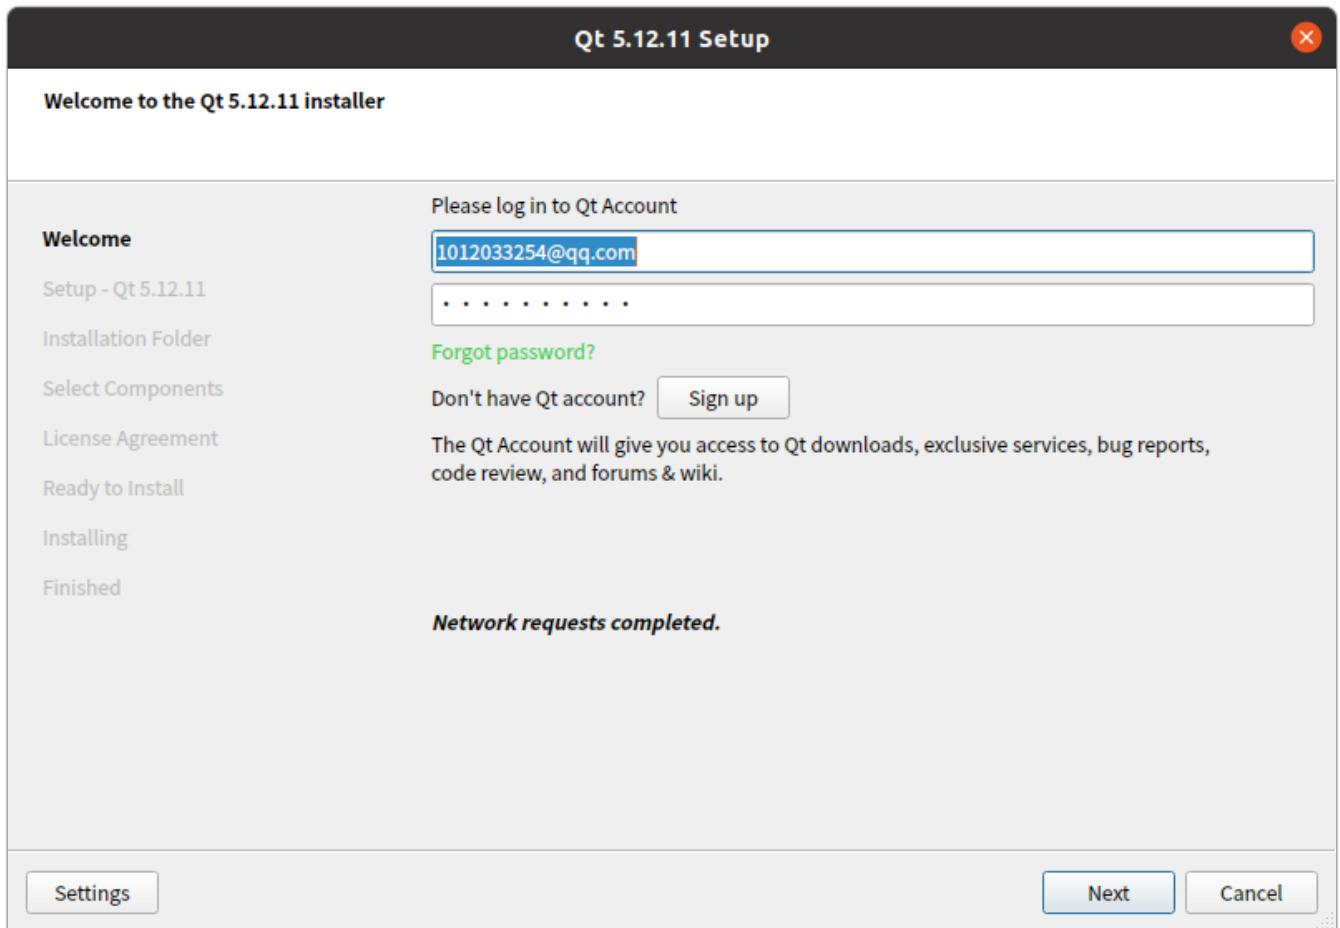 Qt 5.12.11 Setup
Welcome to the Qt 5.12.11 installer
Welcome
Setup - Qt 5.12.11
Installation Folder
Select Components
License Agreement
Ready to Install
Installing
Finished
Please log in to Qt Account
1012033254@qq.com
Forgot password?
Don't have Qt account? Sign up
The Qt Account will give you access to Qt downloads, exclusive services, bug reports,
code review, and forums & wiki.
Network requests completed.
Settings Next Cancel